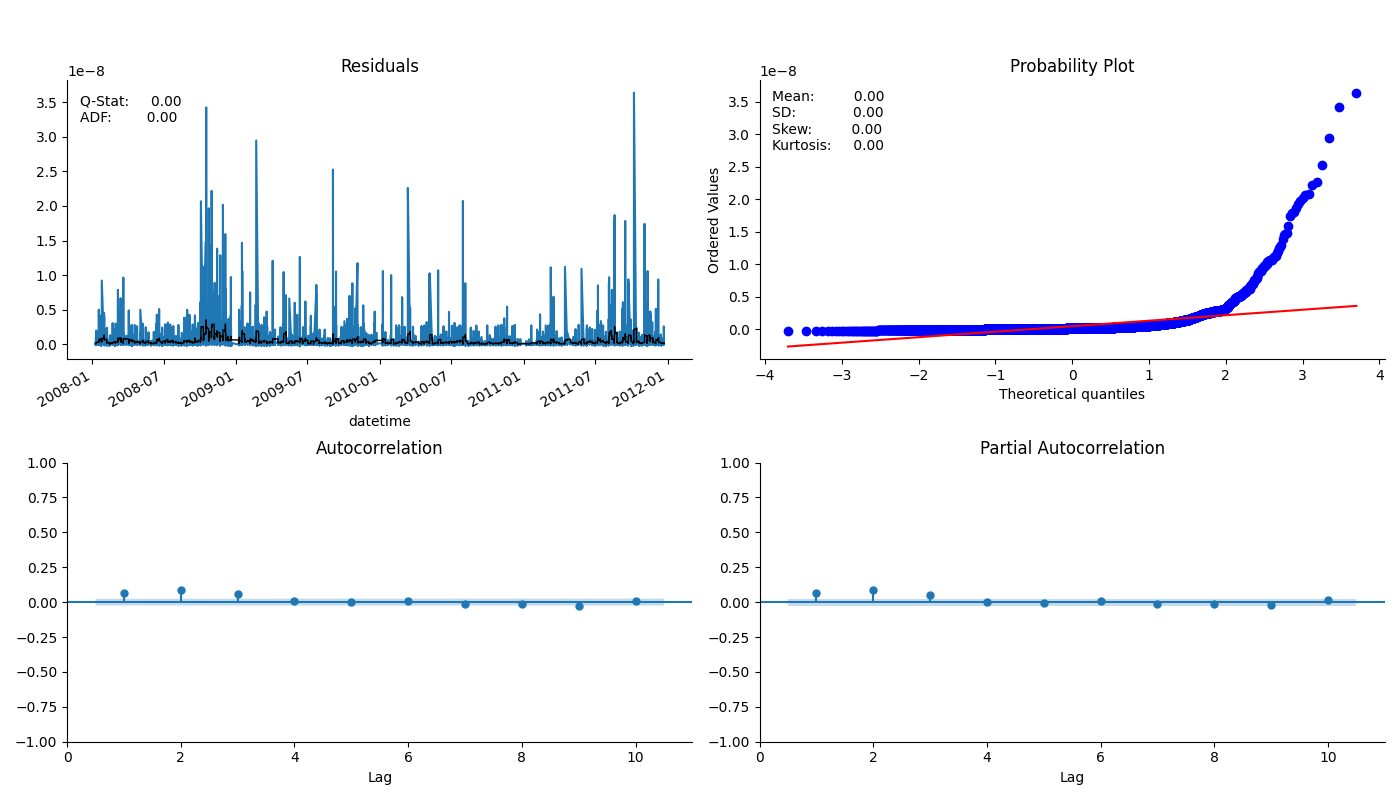 Residuals
1e−8
Q-Stat: 0.00
ADF: 0.00
3.5
3.0
2.5
2.0
1.5
1.0
0.5
0.0
2008-01
2008-07
2009-01
2009-07
2010-01
2010-07
2011-01
2011-07
2012-01
datetime
Probability Plot
1e−8
Mean: 0.00
SD: 0.00
Skew: 0.00
Kurtosis: 0.00
Ordered Values
3.5
3.0
2.5
2.0
1.5
1.0
0.5
0.0
−4 −3 −2 −1 0 1 2 3 4
Theoretical quantiles
Autocorrelation
1.00
0.75
0.50
0.25
0.00
−0.25
−0.50
−0.75
−1.00
0 2 4 6 8 10
Lag
Partial Autocorrelation
1.00
0.75
0.50
0.25
0.00
−0.25
−0.50
−0.75
−1.00
0 2 4 6 8 10
Lag